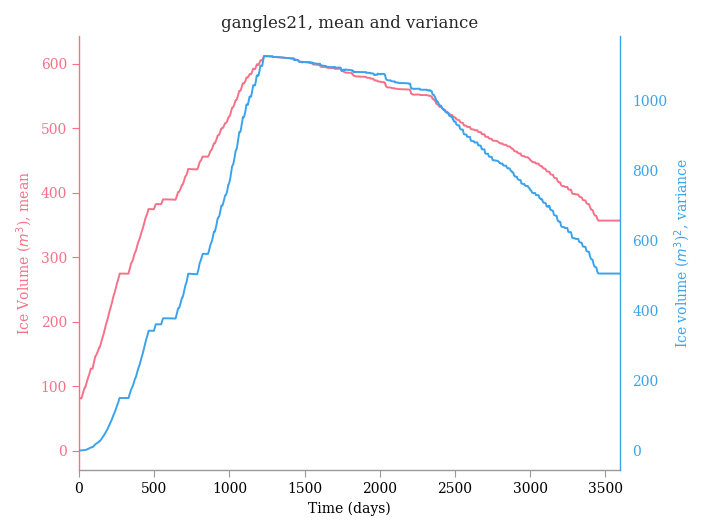 gangles21, mean and variance
600
500
400
300
200
100
0
Ice Volume (m³), mean
1000
800
600
400
200
0
Ice volume (m³)², variance
0 500 1000 1500 2000 2500 3000 3500
Time (days)